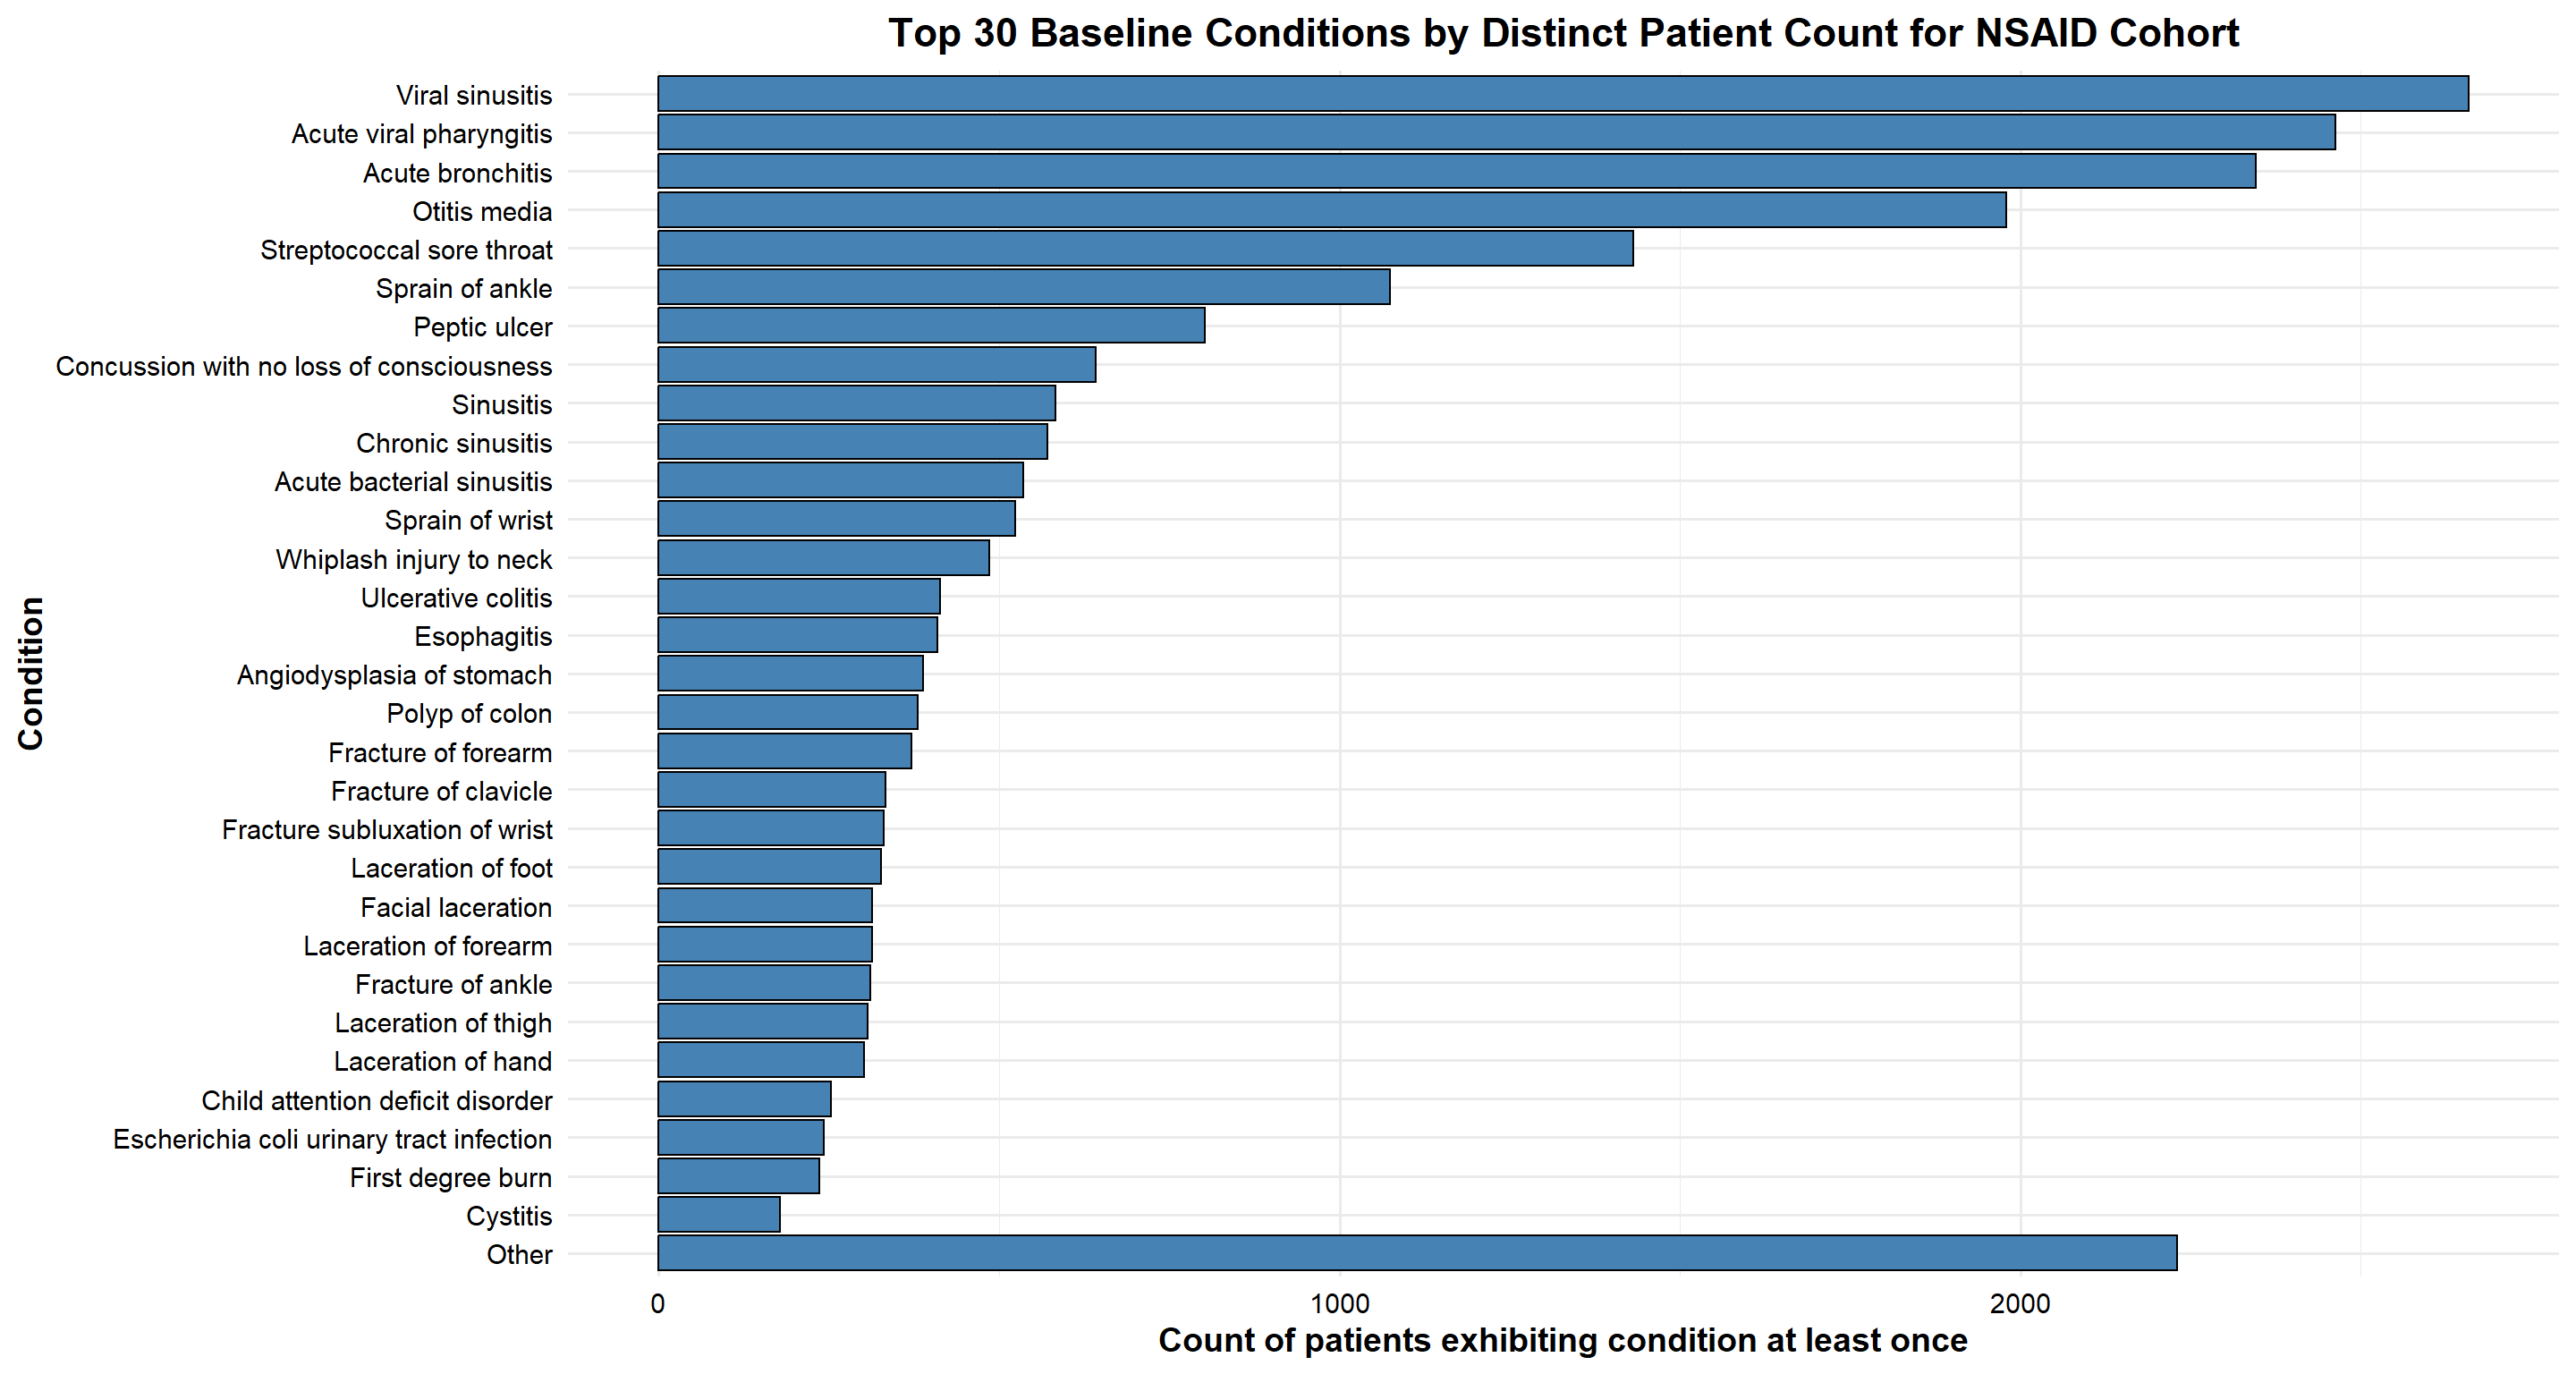 Top 30 Baseline Conditions by Distinct Patient Count for NSAID Cohort
Condition
Viral sinusitis
Acute viral pharyngitis
Acute bronchitis
Otitis media
Streptococcal sore throat
Sprain of ankle
Peptic ulcer
Concussion with no loss of consciousness
Sinusitis
Chronic sinusitis
Acute bacterial sinusitis
Sprain of wrist
Whiplash injury to neck
Ulcerative colitis
Esophagitis
Angiodysplasia of stomach
Polyp of colon
Fracture of forearm
Fracture of clavicle
Fracture subluxation of wrist
Laceration of foot
Facial laceration
Laceration of forearm
Fracture of ankle
Laceration of thigh
Laceration of hand
Child attention deficit disorder
Escherichia coli urinary tract infection
First degree burn
Cystitis
Other
0 1000 2000
Count of patients exhibiting condition at least once